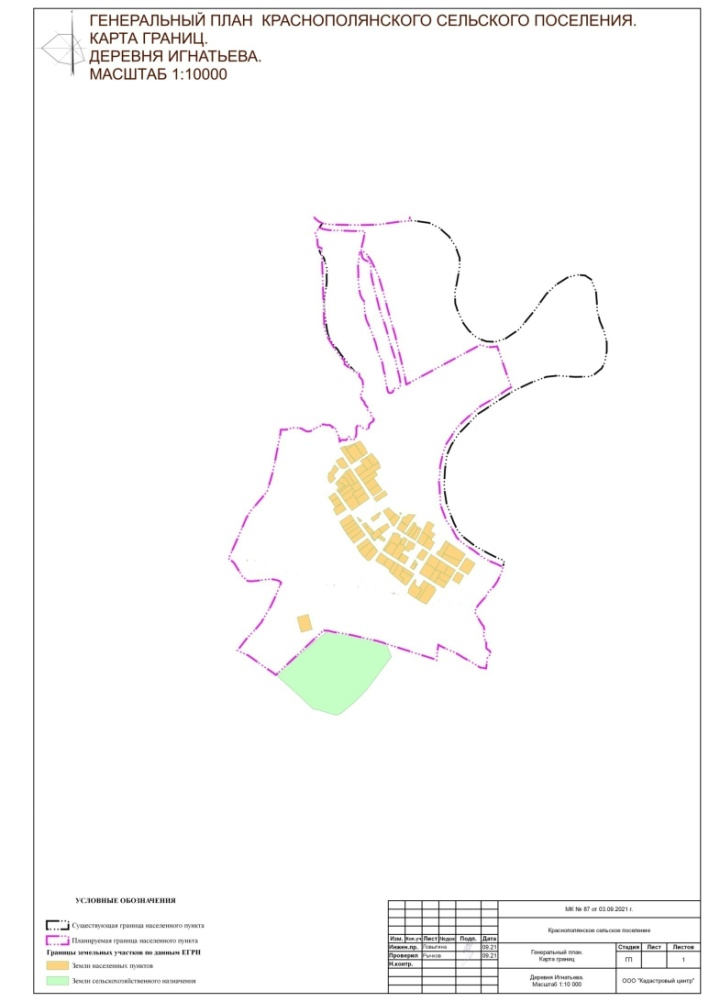 ГЕНЕРАЛЬНЫЙ ПЛАН КРАСНОПОЛЯНСКОГО СЕЛЬСКОГО ПОСЕЛЕНИЯ.
КАРТА ГРАНИЦ.
ДЕРЕВНЯ ИГНАТЬЕВА.
МАСШТАБ 1:10000
УСЛОВНЫЕ ОБОЗНАЧЕНИЯ
Существующая граница населенного пункта
Планируемая граница населенного пункта
Границы земельных участков по данным ЕГРН
Земли населенных пунктов
Земли сельскохозяйственного назначения
МК № 87 от 03.09.2021 г.
Краснополянское сельское поселение
Изм. Кол.уч Лист №док Подп. Дата
Инжен.пр. 09.21
Проверил Рычков 09.21
Н.контр.
Генеральный план.
Карта границ
Стадия Лист Листов
ГП 1
Деревня Игнатьева.
Масштаб 1:10 000
ООО "Кадастровый центр"